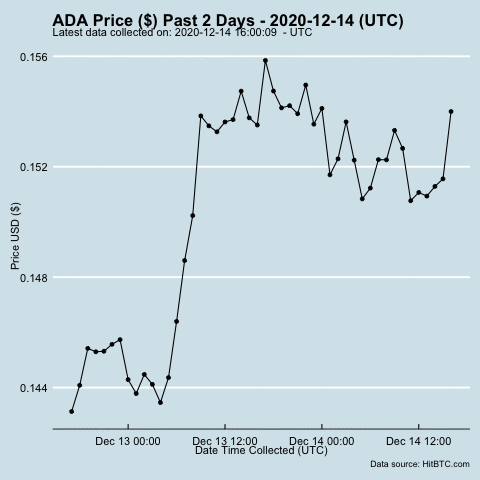 ADA Price ($) Past 2 Days - 2020-12-14 (UTC)
Latest data collected on: 2020-12-14 16:00:09  - UTC
0.156
0.152
0.148
0.144
Price USD ($)
Dec 13 00:00
Dec 13 12:00
Dec 14 00:00
Dec 14 12:00
Date Time Collected (UTC)
Data source: HitBTC.com